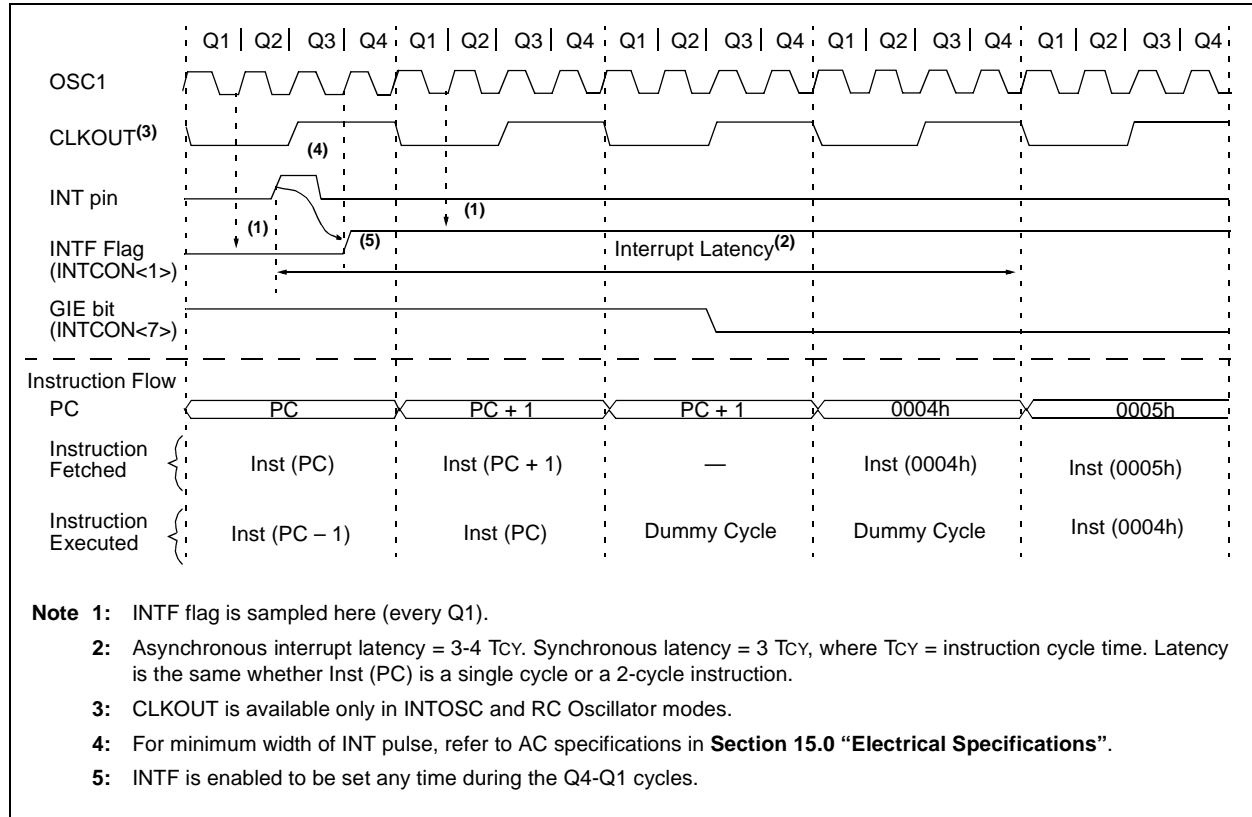 Q1 | Q2 | Q3 | Q4 Q1 | Q2 | Q3 | Q4 Q1 | Q2 | Q3 | Q4 Q1 | Q2 | Q3 | Q4 Q1 | Q2 | Q3 | Q4
OSC1
CLKOUT(3)
(4)
INT pin
(1) (1)
(5)
INTF Flag
(INTCON<1>)
Interrupt Latency(2)
GIE bit
(INTCON<7>)
Instruction Flow
PC PC PC + 1 PC + 1 0004h 0005h
Instruction
Fetched
Inst (PC) Inst (PC + 1) — Inst (0004h) Inst (0005h)
Instruction
Executed
Inst (PC – 1) Inst (PC) Dummy Cycle Dummy Cycle Inst (0004h)
Note 1: INTF flag is sampled here (every Q1).
2: Asynchronous interrupt latency = 3-4 TCY. Synchronous latency = 3 TCY, where TCY = instruction cycle time. Latency
is the same whether Inst (PC) is a single cycle or a 2-cycle instruction.
3: CLKOUT is available only in INTOSC and RC Oscillator modes.
4: For minimum width of INT pulse, refer to AC specifications in Section 15.0 “Electrical Specifications”.
5: INTF is enabled to be set any time during the Q4-Q1 cycles.